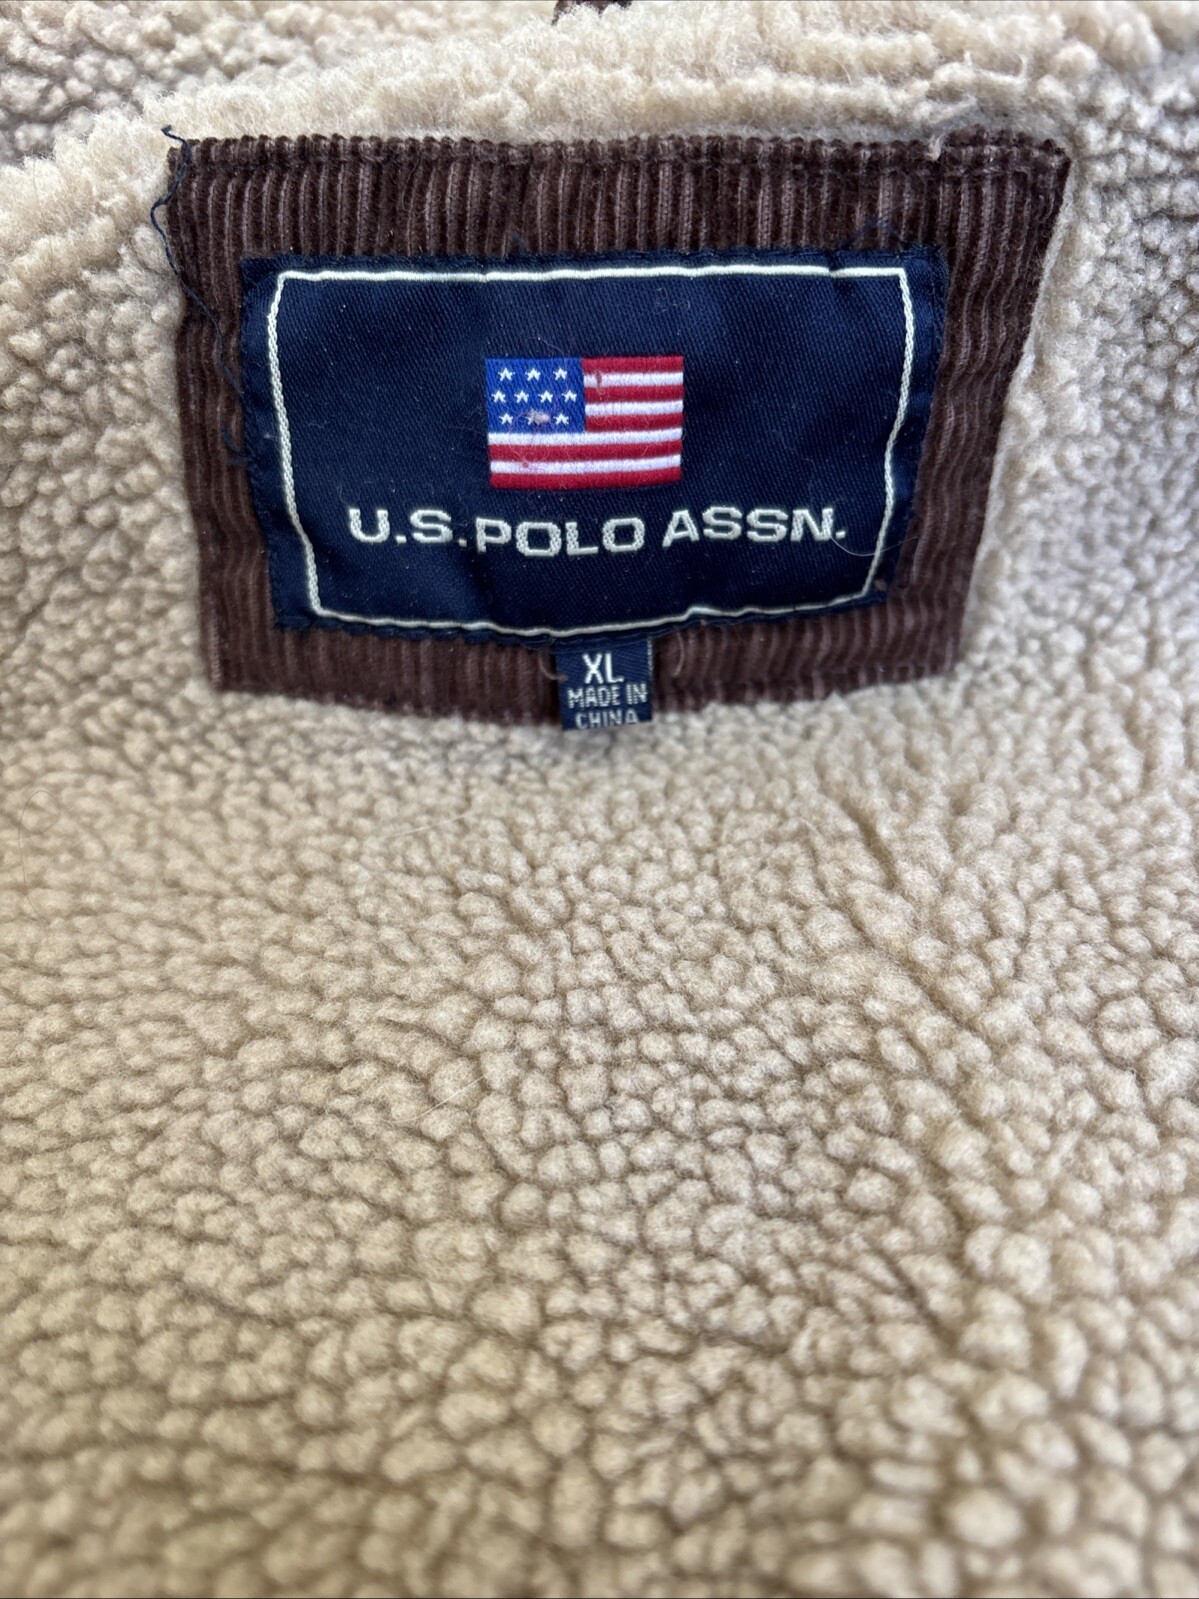 U.S. POLO ASSN.
XL
MADE IN
CHINA